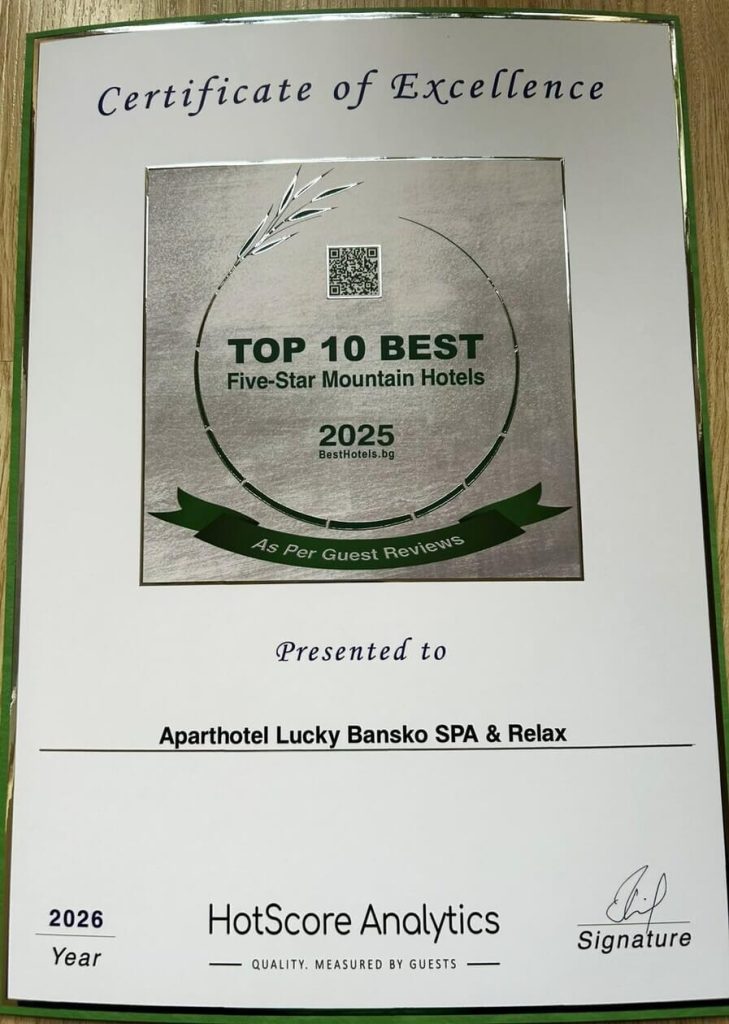 Certificate of Excellence
TOP 10 BEST
Five-Star Mountain Hotels
2025
BestHotels.bg
As Per Guest Reviews
Presented to
Aparthotel Lucky Bansko SPA & Relax
2026
Year
HotScore Analytics
QUALITY. MEASURED BY GUESTS
Signature